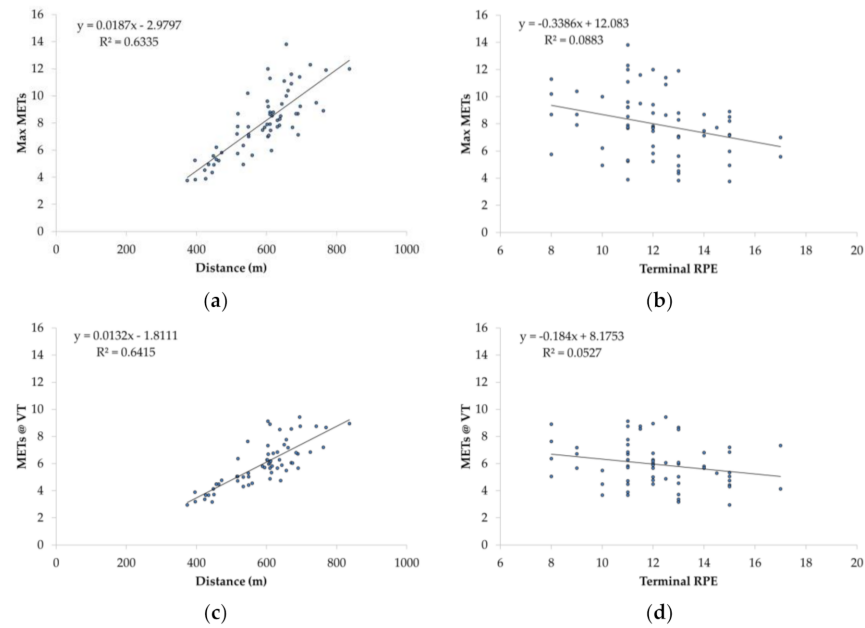 y = 0.0187x - 2.9797
R² = 0.6335
16
14
12
10
8
6
4
2
0
Max METs
0 200 400 600 800 1000
Distance (m)
(a)
y = -0.3386x + 12.083
R² = 0.0883
16
14
12
10
8
6
4
2
0
Max METs
6 8 10 12 14 16 18 20
Terminal RPE
(b)
y = 0.0132x - 1.8111
R² = 0.6415
16
14
12
10
8
6
4
2
0
METs @ VT
0 200 400 600 800 1000
Distance (m)
(c)
y = -0.184x + 8.1753
R² = 0.0527
16
14
12
10
8
6
4
2
0
METs @ VT
6 8 10 12 14 16 18 20
Terminal RPE
(d)